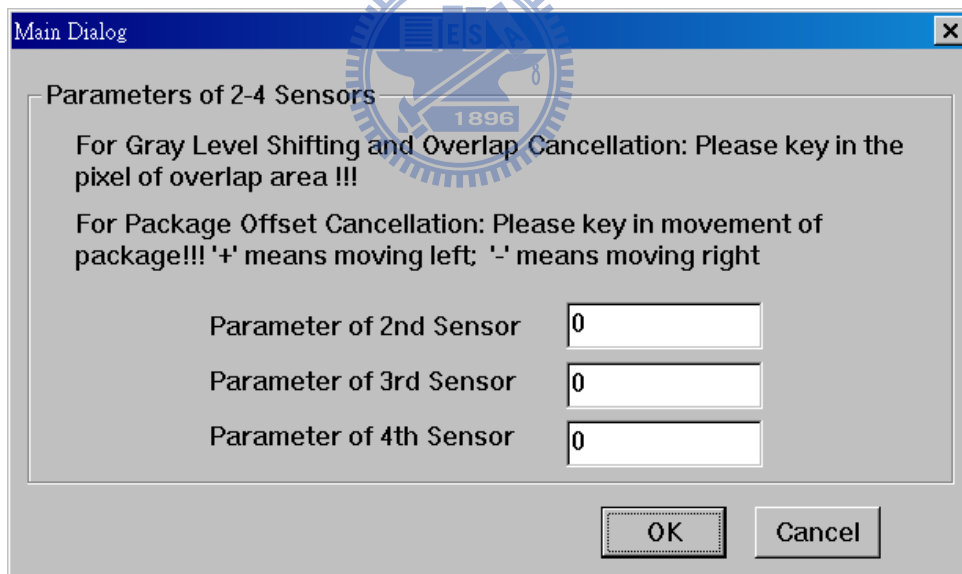 Main Dialog
ES A
Parameters of 2-4 Sensors
1896
For Gray Level Shifting and Overlap Cancellation: Please key in the
pixel of overlap area !!!
For Package Offset Cancellation: Please key in movement of
package!!! '+' means moving left; '-' means moving right
Parameter of 2nd Sensor 0
Parameter of 3rd Sensor 0
Parameter of 4th Sensor 0
OK Cancel